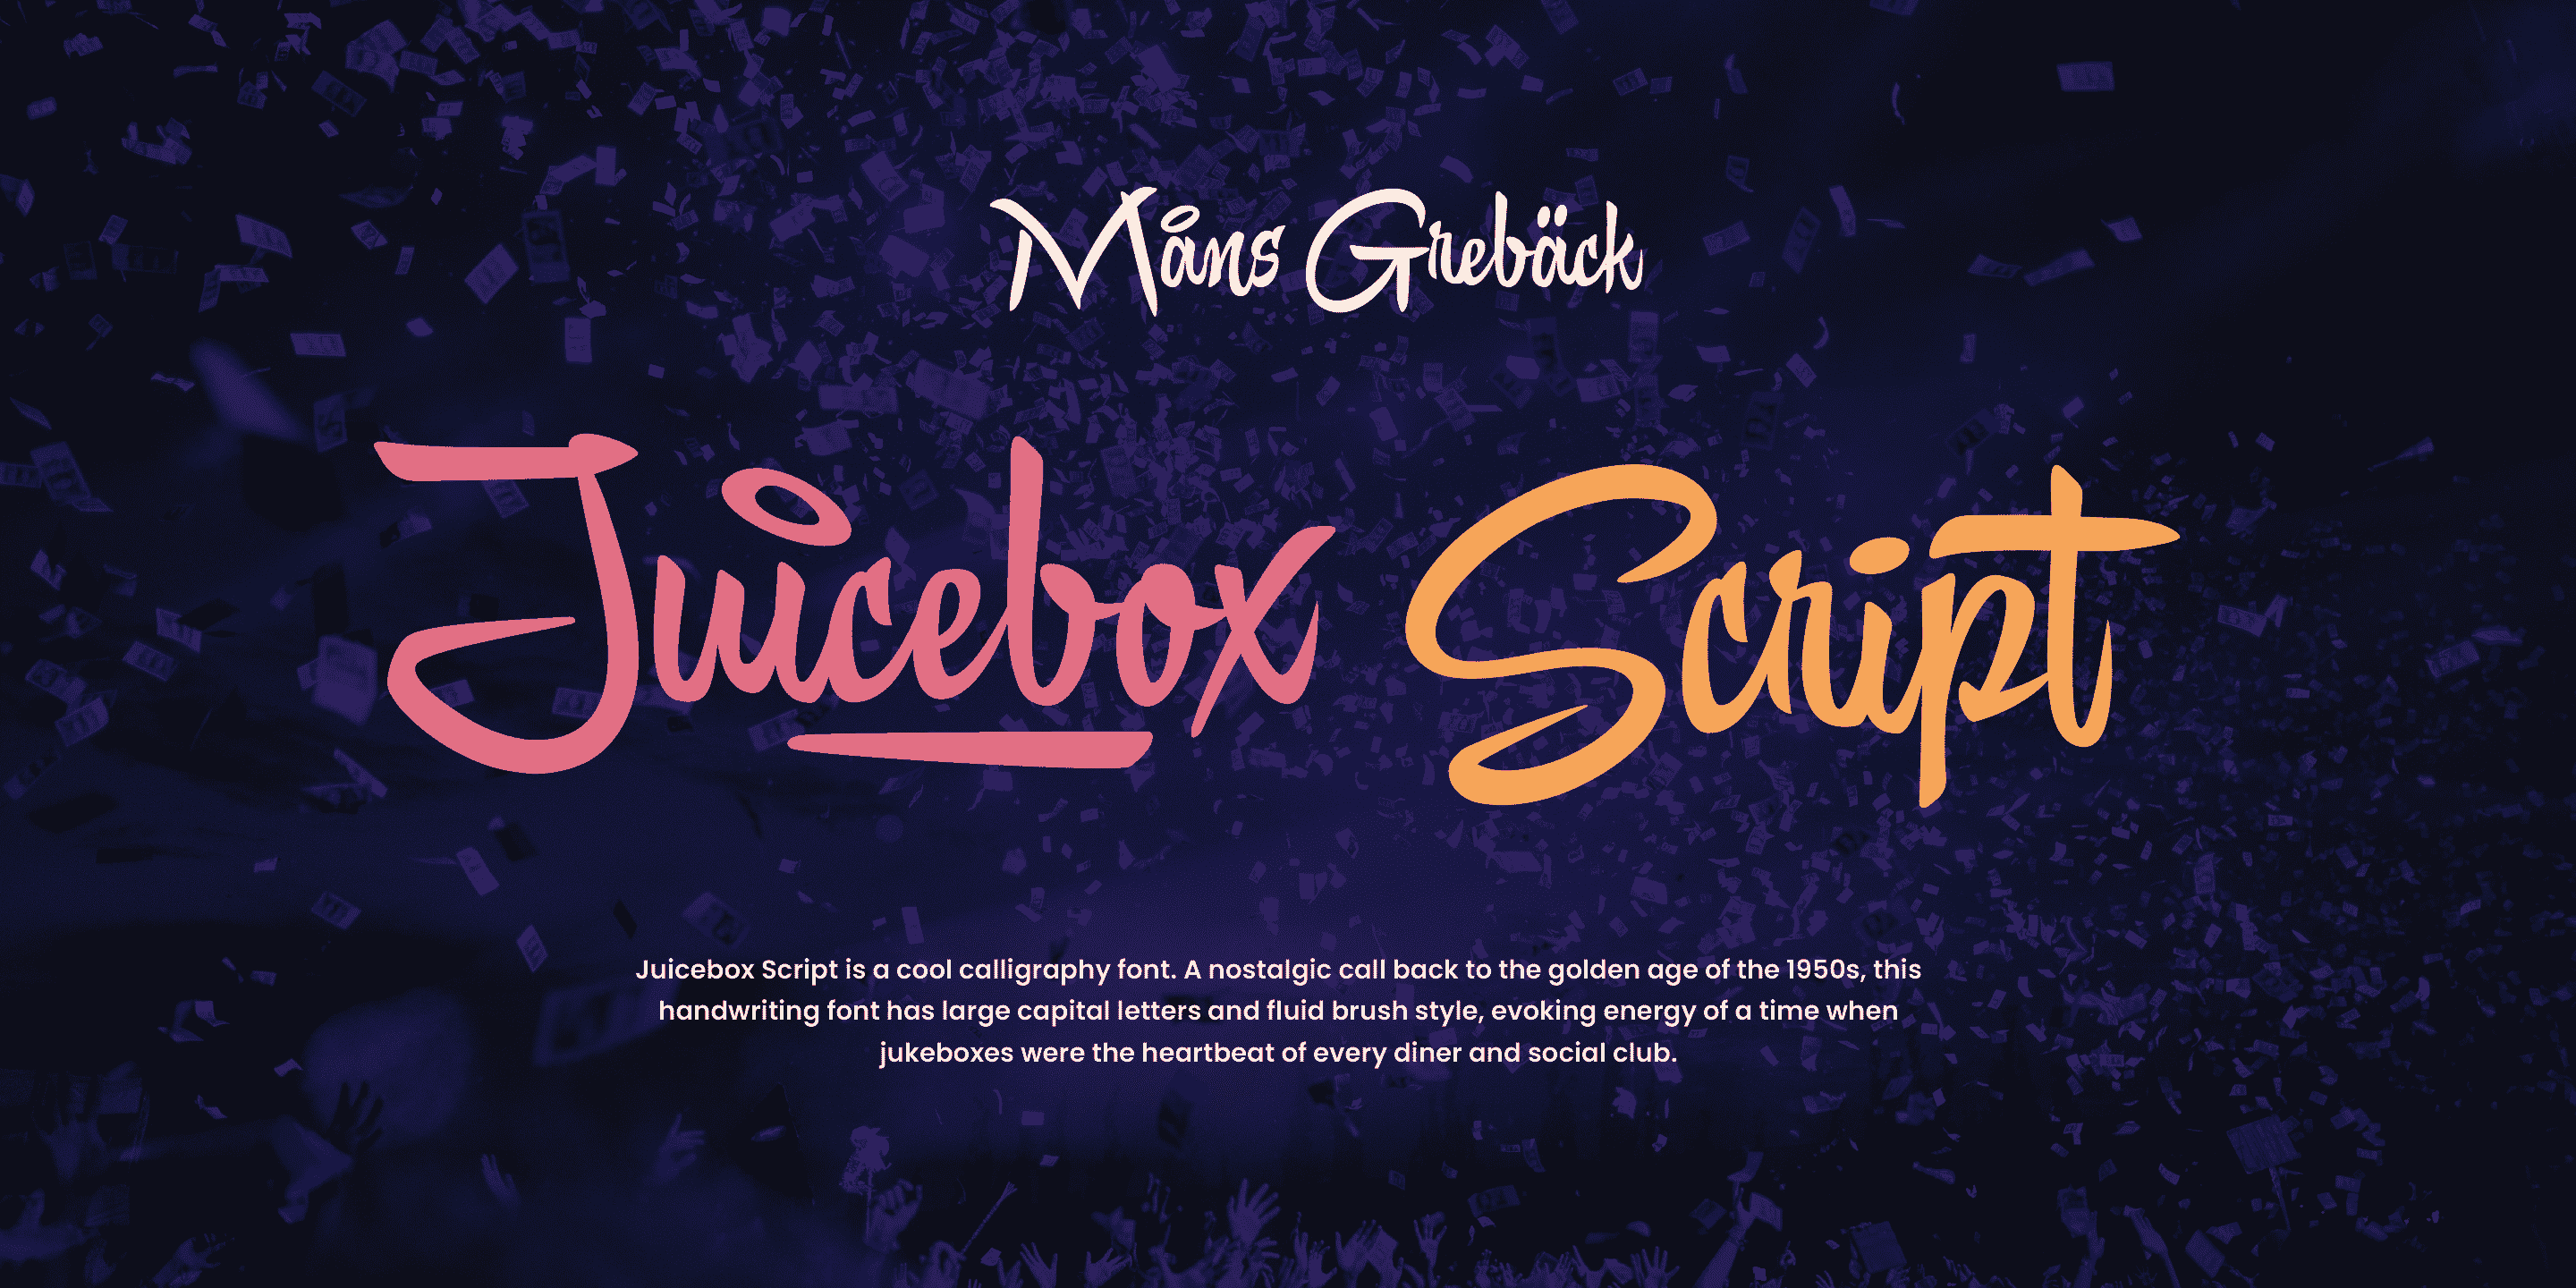 Måns Grebäck
Juicebox Script
Juicebox Script is a cool calligraphy font. A nostalgic call back to the golden age of the 1950s, this
handwriting font has large capital letters and fluid brush style, evoking energy of a time when
jukeboxes were the heartbeat of every diner and social club.